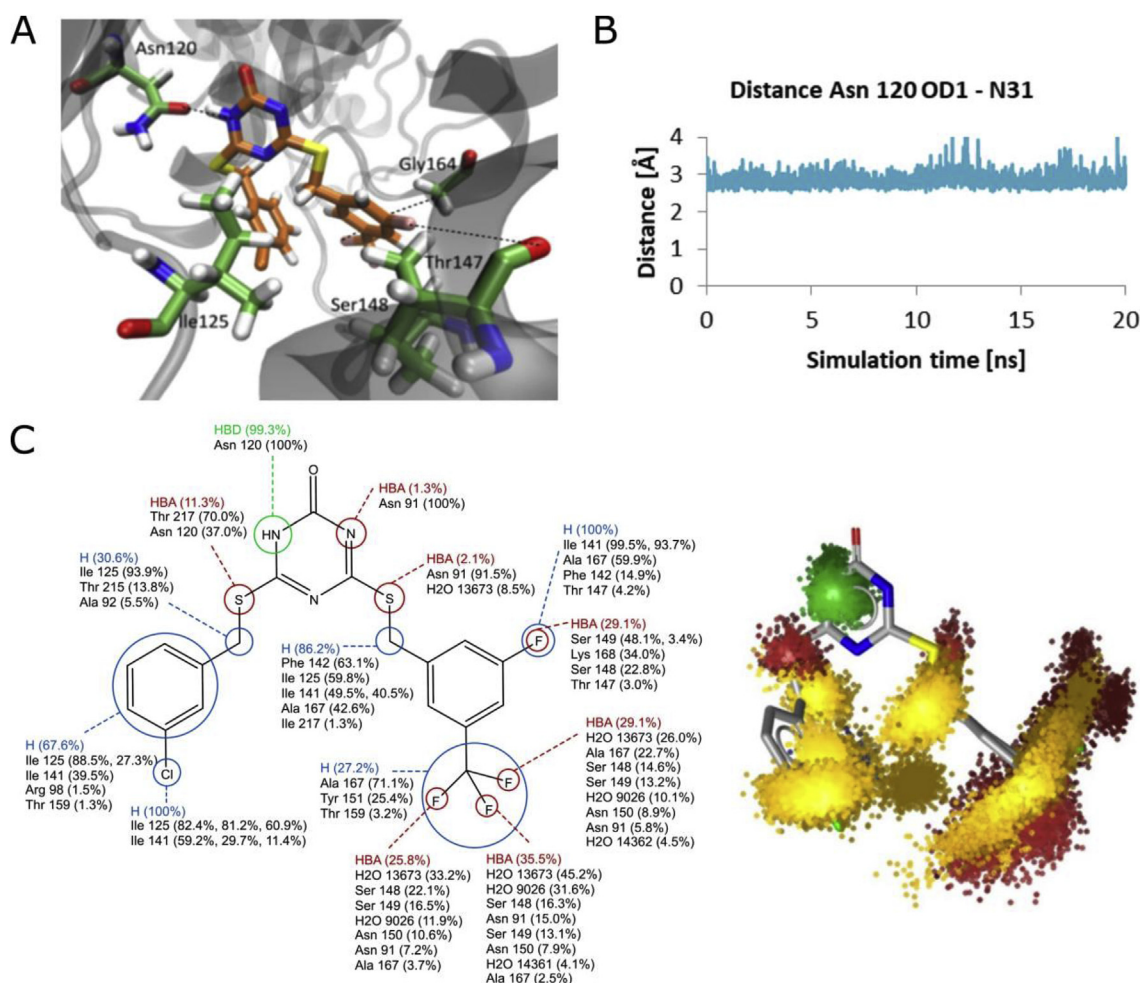 A
Asn120
Gly164
Thr147
Ser148
Ile125
B
Distance Asn 120 OD1 - N31
Distance [Å]
4
3
2
1
0
0 5 10 15 20
Simulation time [ns]
C
HBD (99.3%)
Asn 120 (100%)
O
HN
N
N
S
S
HBA (1.3%)
Asn 91 (100%)
HBA (11.3%)
Thr 217 (70.0%)
Asn 120 (37.0%)
H (30.6%)
Ile 125 (93.9%)
Thr 215 (13.8%)
Ala 92 (5.5%)
HBA (2.1%)
Asn 91 (91.5%)
H2O 13673 (8.5%)
H (100%)
Ile 141 (99.5%, 93.7%)
Ala 167 (59.9%)
Phe 142 (14.9%)
Thr 147 (4.2%)
F
HBA (29.1%)
Ser 149 (48.1%, 3.4%)
Lys 168 (34.0%)
Ser 148 (22.8%)
Thr 147 (3.0%)
H (86.2%)
Phe 142 (63.1%)
Ile 125 (59.8%)
Ile 141 (49.5%, 40.5%)
Ala 167 (42.6%)
Ile 217 (1.3%)
H (67.6%)
Ile 125 (88.5%, 27.3%)
Ile 141 (39.5%)
Arg 98 (1.5%)
Thr 159 (1.3%)
Cl
H (100%)
Ile 125 (82.4%, 81.2%, 60.9%)
Ile 141 (59.2%, 29.7%, 11.4%)
H (27.2%)
Ala 167 (71.1%)
Tyr 151 (25.4%)
Thr 159 (3.2%)
F
F
F
HBA (29.1%)
H2O 13673 (26.0%)
Ala 167 (22.7%)
Ser 148 (14.6%)
Ser 149 (13.2%)
H2O 9026 (10.1%)
Asn 150 (8.9%)
Asn 91 (5.8%)
H2O 14362 (4.5%)
HBA (25.8%)
H2O 13673 (33.2%)
Ser 148 (22.1%)
Ser 149 (16.5%)
H2O 9026 (11.9%)
Asn 150 (10.6%)
Asn 91 (7.2%)
Ala 167 (3.7%)
HBA (35.5%)
H2O 13673 (45.2%)
H2O 9026 (31.6%)
Ser 148 (16.3%)
Asn 91 (15.0%)
Ser 149 (13.1%)
Asn 150 (7.9%)
H2O 14361 (4.1%)
Ala 167 (2.5%)